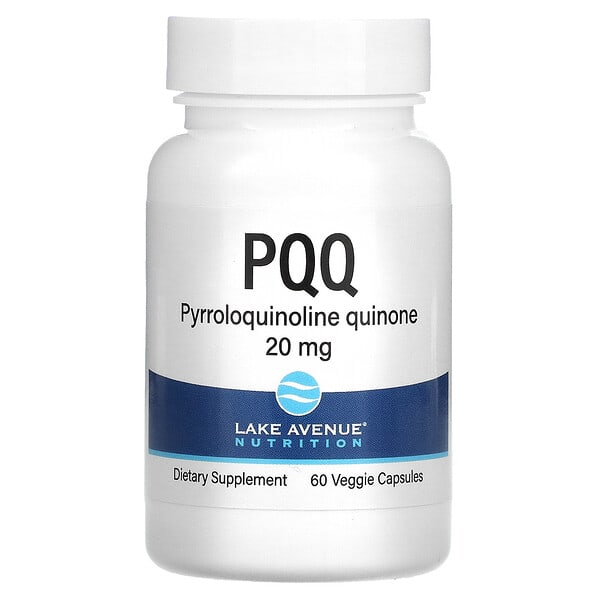 PQQ
Pyrroloquinoline quinone
20 mg
LAKE AVENUE®
NUTRITION
Dietary Supplement 60 Veggie Capsules